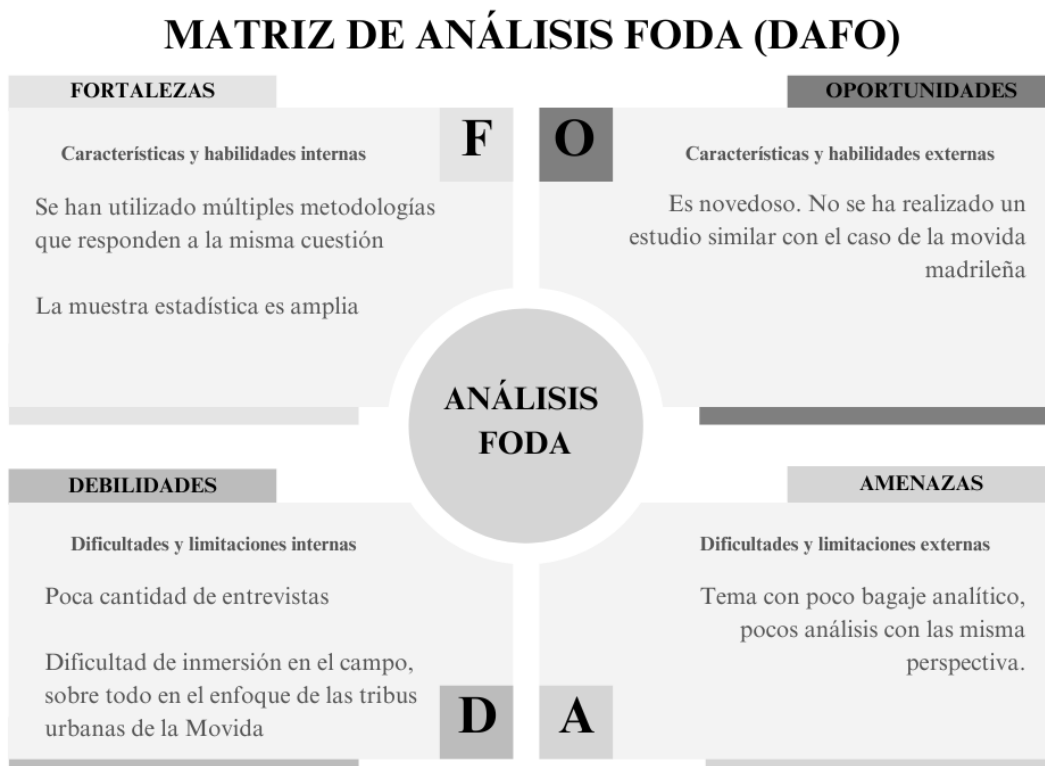 MATRIZ DE ANÁLISIS FODA (DAFO)
FORTALEZAS
F
Características y habilidades internas
Se han utilizado múltiples metodologías
que responden a la misma cuestión
La muestra estadística es amplia
OPORTUNIDADES
O
Características y habilidades externas
Es novedoso. No se ha realizado un
estudio similar con el caso de la movida
madrileña
ANÁLISIS
FODA
DEBILIDADES
Dificultades y limitaciones internas
Poca cantidad de entrevistas
Dificultad de inmersión en el campo,
sobre todo en el enfoque de las tribus
urbanas de la Movida
D
AMENAZAS
Dificultades y limitaciones externas
Tema con poco bagaje analítico,
pocos análisis con las misma
perspectiva.
A